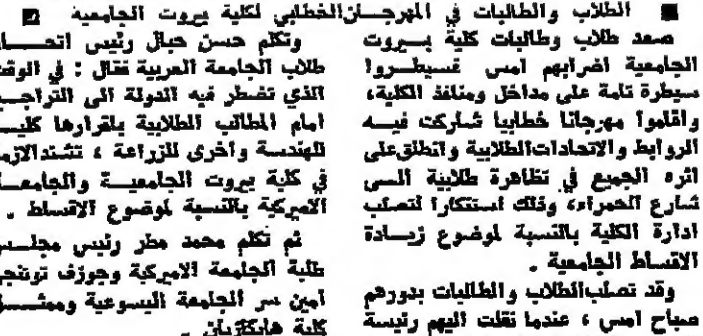 ■ الطلاب والطالبات في المهرجان الخطابي لكلية بيروت الجامعية ■
صعد طلاب وطالبات كلية بيروت
الجامعية اضرابهم امس فسيطروا
سيطرة تامة على مداخل ومنافذ الكلية،
واقاموا مهرجانا خطابيا شاركت فيه
الروابط والاتحادات الطلابية وانطلق على
اثره الجميع في تظاهرة طلابية الى
شارع الحمراء، وذلك استنكارا لتصلب
ادارة الكلية بالنسبة لموضوع زيادة
الاقساط الجامعية .
وقد تصلب الطلاب والطالبات بدورهم
صباح امس ، عندما نقلت اليهم رئيسة
وتكلم حسن حبال رئيس اتحاد
طلاب الجامعة العربية فقال : في الوقت
الذي تضطر فيه الدولة الى التراجع
امام المطالب الطلابية باقرارها كلية
للهندسة واخرى للزراعة ، تشتد الازمة
في كلية بيروت الجامعية والجامعة
الاميركية بالنسبة لموضوع الاقساط .
ثم تكلم محمد مطر رئيس مجلس
طلبة الجامعة الاميركية وجوزف توتنجي
امين سر الجامعة اليسوعية وممثل
كلية هايكازيان .